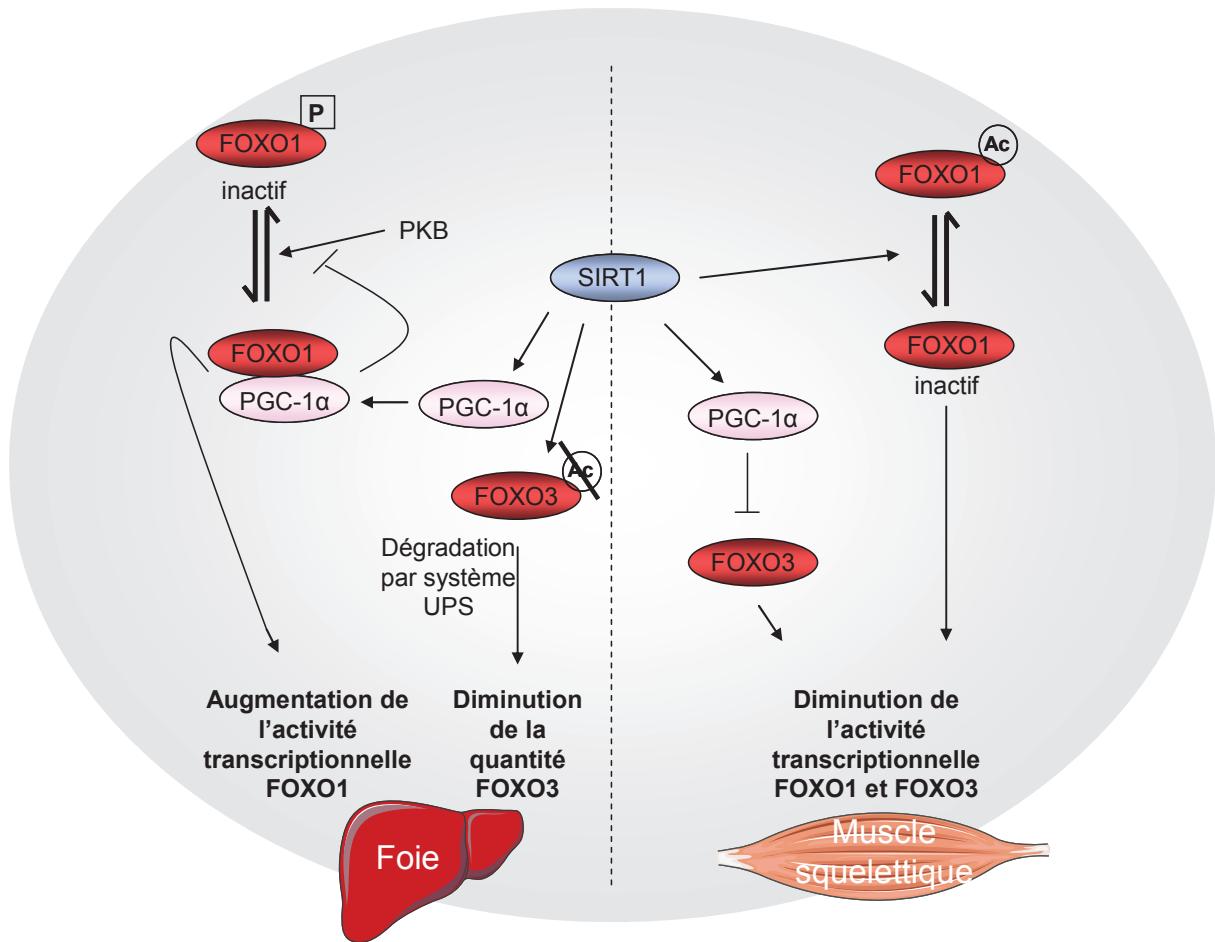 P
FOXO1
inactif
PKB
FOXO1
PGC-1α
SIRT1
PGC-1α
Ac
FOXO3
Dégradation
par système
UPS
Augmentation de
l’activité
transcriptionnelle
FOXO1
Diminution
de la
quantité
FOXO3
Foie
Ac
FOXO1
FOXO1
inactif
PGC-1α
FOXO3
Diminution de
l’activité
transcriptionnelle
FOXO1 et FOXO3
Muscle
squelettique